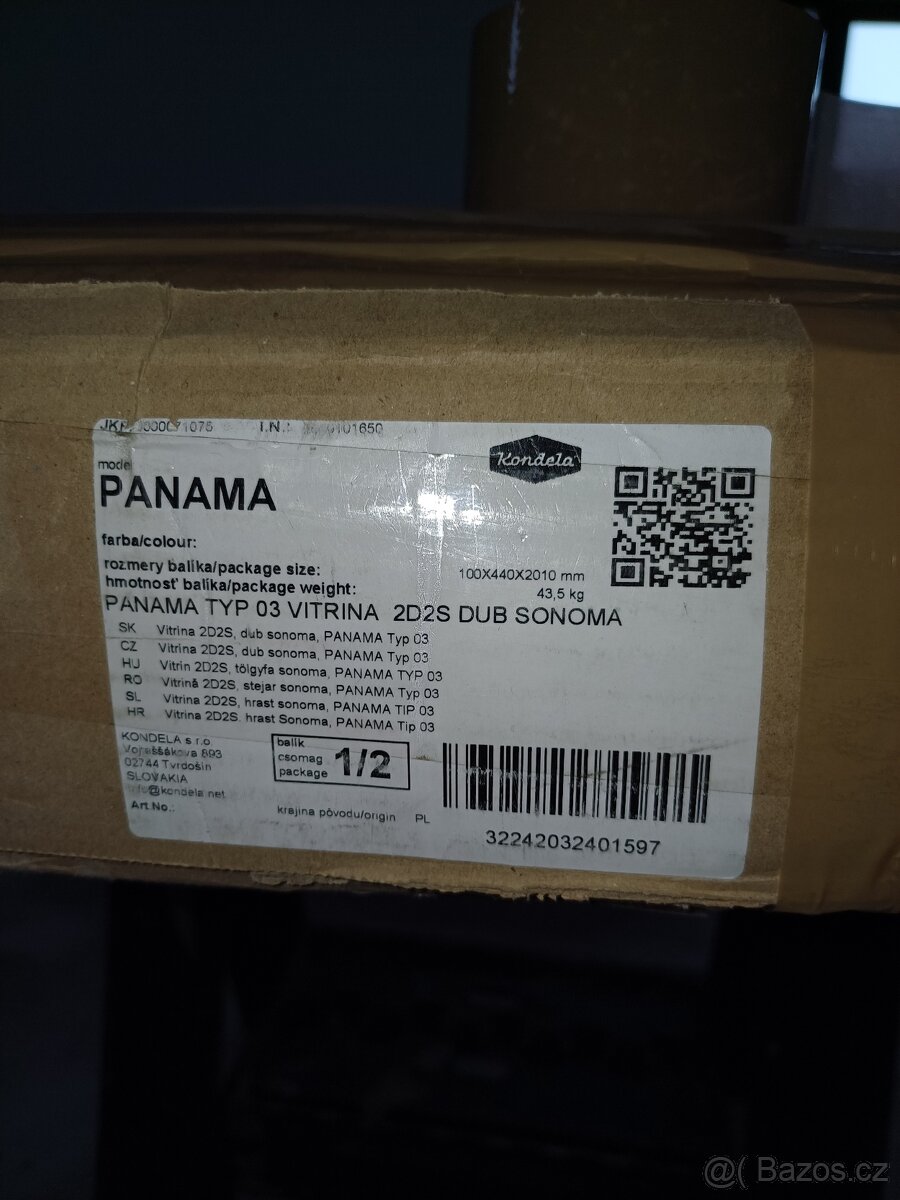 I.N.:
Kondela
model
PANAMA
farba/colour:
rozmery balíka/package size: 100X440X2010 mm
hmotnosť balíka/package weight: 43,5 kg
PANAMA TYP 03 VITRINA 2D2S DUB SONOMA
SK Vitrina 2D2S, dub sonoma, PANAMA Typ 03
CZ Vitrina 2D2S, dub sonoma, PANAMA Typ 03
HU Vitrin 2D2S, tölgyfa sonoma, PANAMA TYP 03
RO Vitrină 2D2S, stejar sonoma, PANAMA Typ 03
SL Vitrina 2D2S, hrast sonoma, PANAMA TIP 03
HR Vitrina 2D2S. hrast Sonoma, PANAMA Tip 03
KONDELA s r.o
893
02744 Tvrdošín
SLOVAKIA
info@kondela.net
Art.No.:
balík
csomag
package
1/2
krajina pôvodu/origin PL
32242032401597
@( Bazos.cz